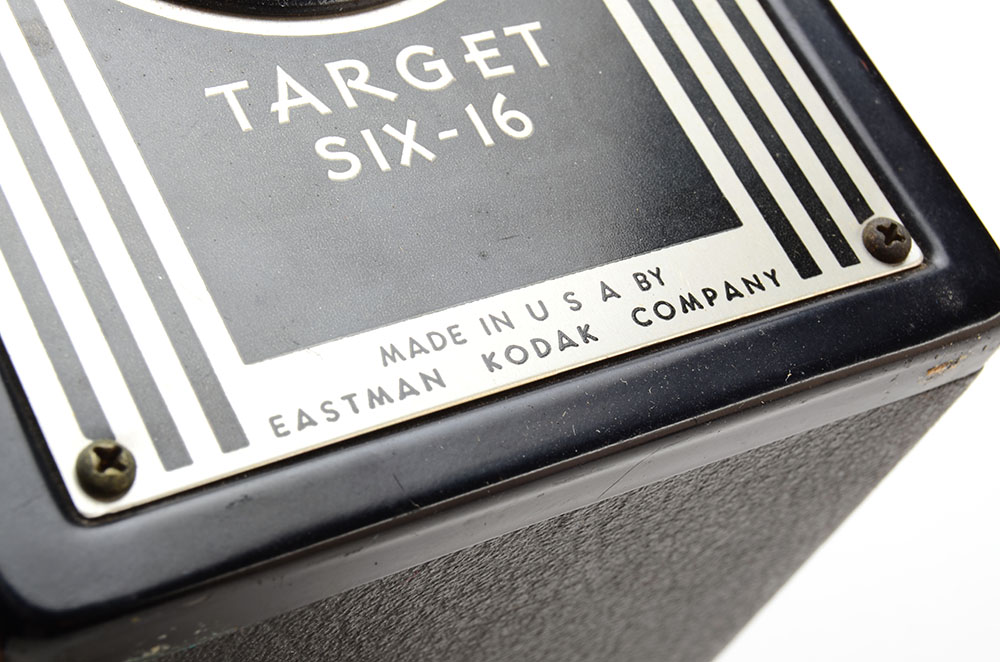 TARGET
SIX-16
MADE IN U S A BY
EASTMAN KODAK COMPANY